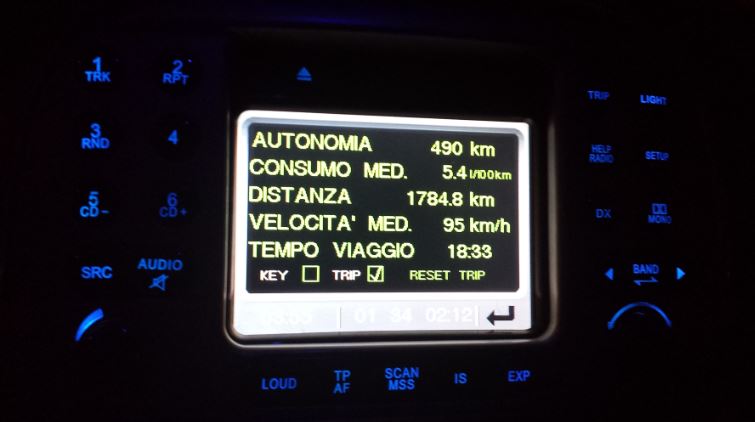 1
TRK
2
RPT
3
RND
4
5
CD-
6
CD+
SRC
AUDIO
AUTONOMIA 490 km
CONSUMO MED. 5.4 l/100km
DISTANZA 1784.8 km
VELOCITA' MED. 95 km/h
TEMPO VIAGGIO 18:33
KEY TRIP RESET TRIP
01 34 02:12
TRIP
LIGHT
HELP
RADIO
SETUP
DX
MONO
BAND
LOUD
TP
AF
SCAN
MSS
IS
EXP